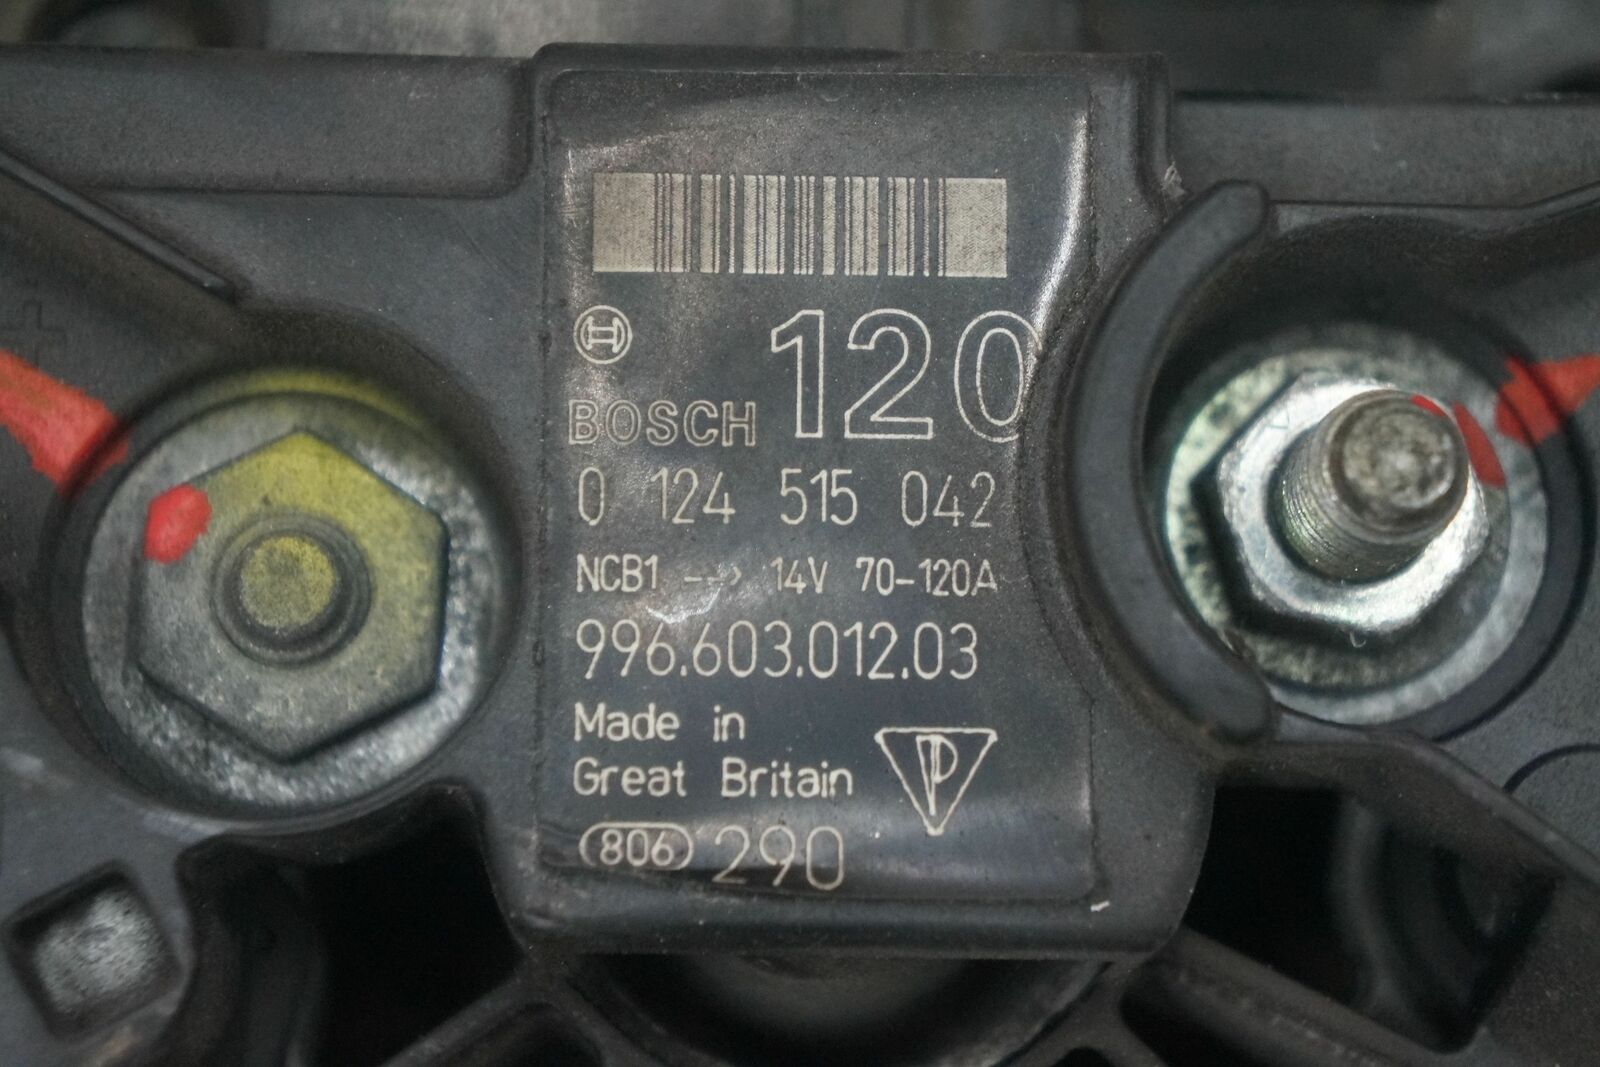 120
BOSCH
0 124 515 042
NCB1 --> 14V 70-120A
996.603.012.03
Made in
Great Britain
P
806 290